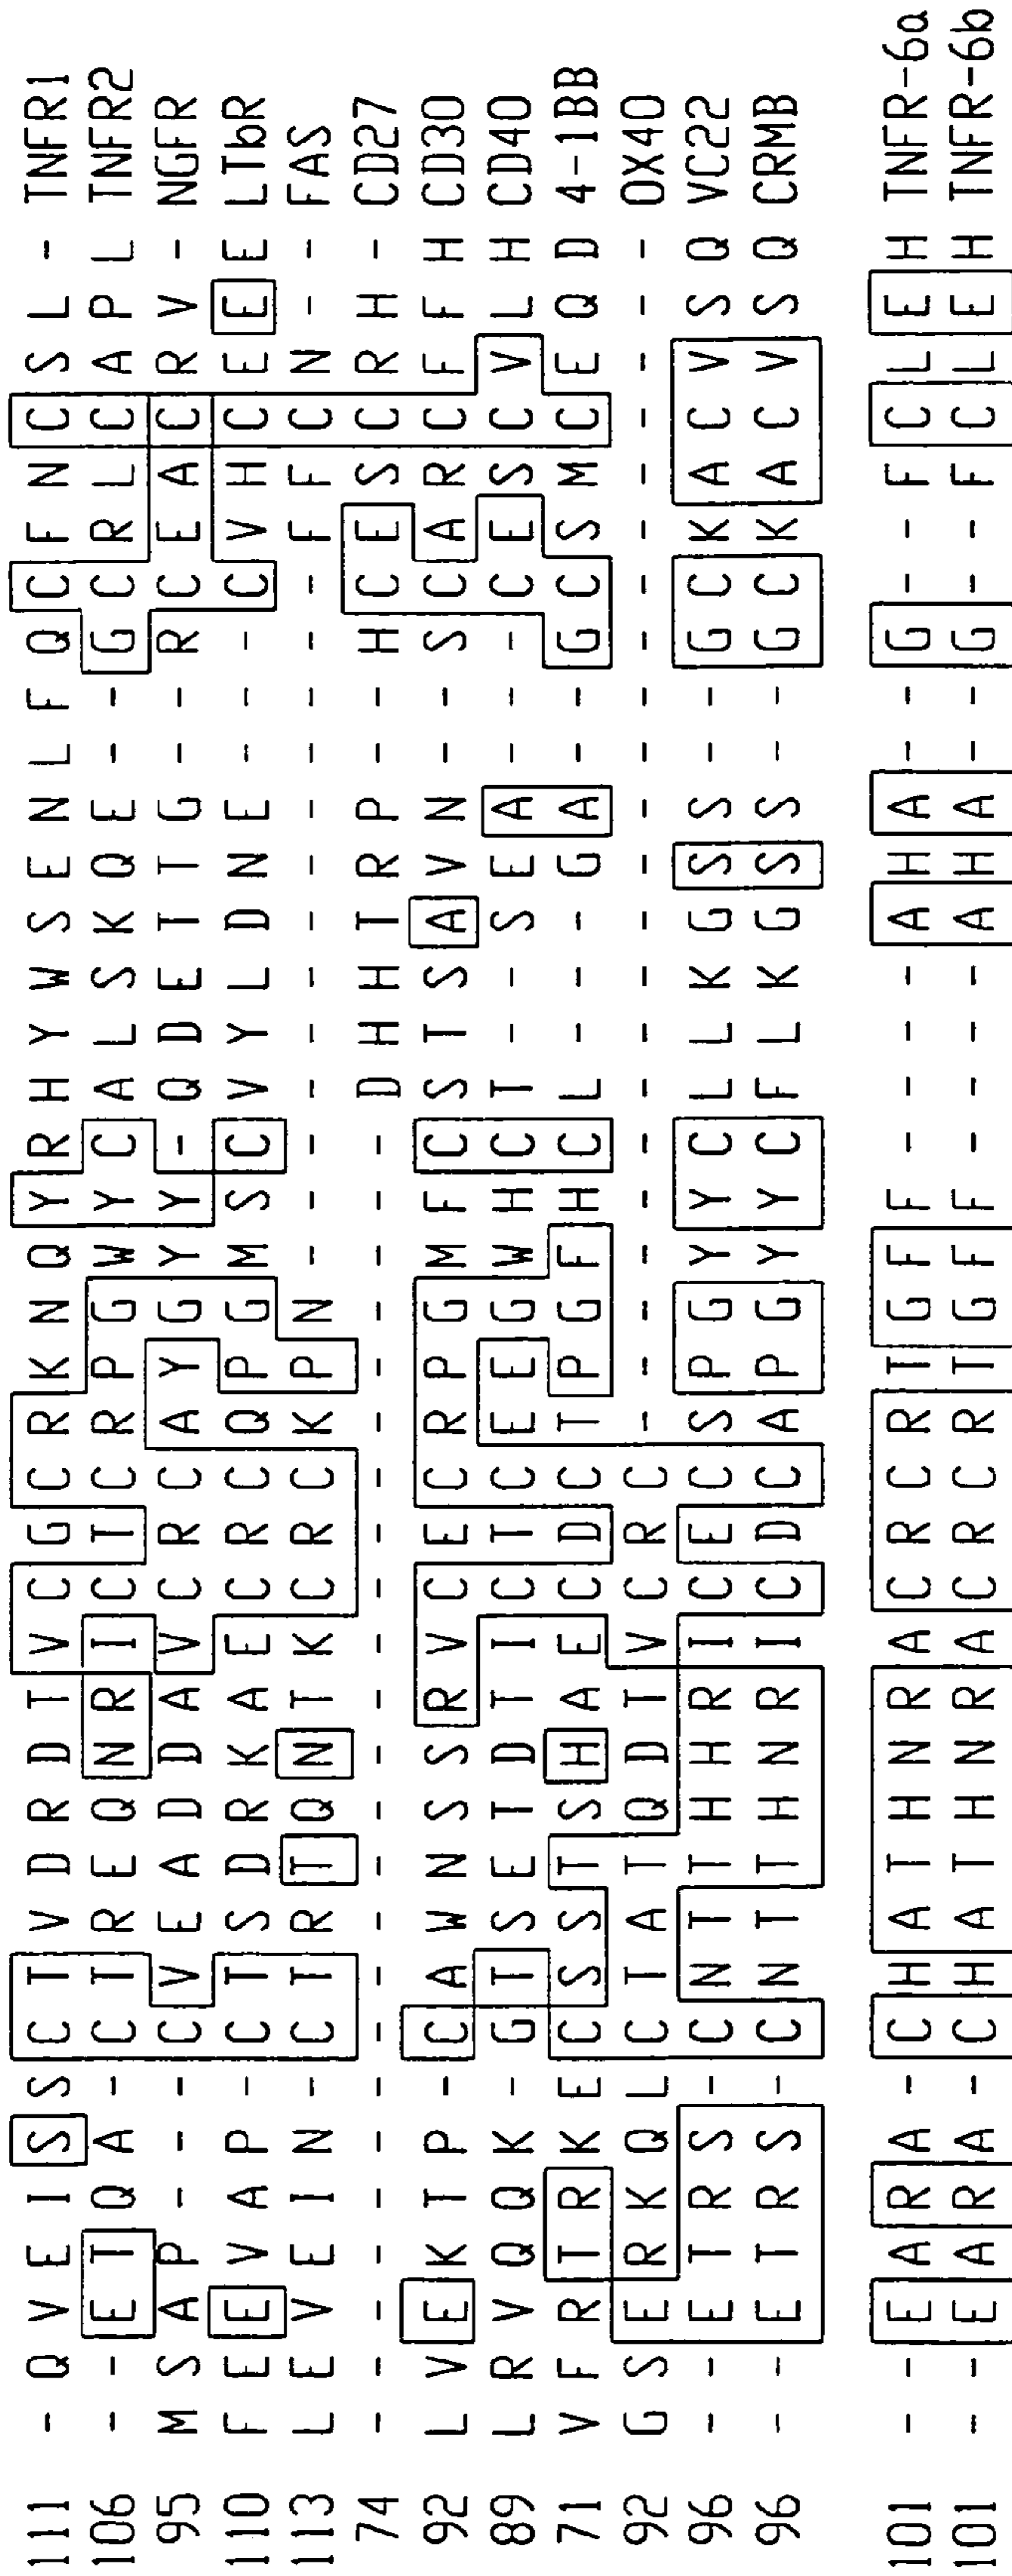 111 - Q V E I S S C T V D R D T V C G C R K N Q Y R H Y W S E N L F Q C F N C S L - TNFR1
106 - - E T Q A - C T R E Q N R I C T C R P G W Y C A L S K Q E - - G C R L C A P L TNFR2
95 M S A P - - - C V E A D D A V C R C A Y G Y Y - Q D E T T G - - R C E A C R V - NGFR
110 F E E V A P - C T S D R K A E C R C Q P G M S C V Y L D N E - - - C V H C E E E LTbR
113 L E V E I N - C T R T Q N T K C R C K P N - - - - - - - - - - - - - F F C N - - FAS
74 - - - - - - - - - - - - - - - - - - - - - - - - D H H T R P - - H C E S C R H - CD27
92 L V E K T P - C A W N S S R V C E C R P G M F C S T S A V N - - S C A R C F F H CD30
89 L R V Q Q K - G T S E T D T I C T C E E G W H C T - - S E A - - - C E S C V L H CD40
71 V F R T R K E C S S T S H A E C D C T P G F H C L - - - G A - - G C S M C E Q D 4-1BB
92 G S E R K Q L C T A T Q D T V C R C - - - - - - - - - - - - - - - - - - - - - - OX40
96 - - E T R S - C N T T H H R I C E C S P G Y Y C L L K G S S - - G C K A C V S Q VC22
96 - - E T R S - C N T T H N R I C D C A P G Y Y C F L K G S S - - G C K A C V S Q CRMB
101 - - E A R A - C H A T H N R A C R C R T G F F - - - - A H A - - G - - F C L E H TNFR-6a
101 - - E A R A - C H A T H N R A C R C R T G F F - - - - A H A - - G - - F C L E H TNFR-6b